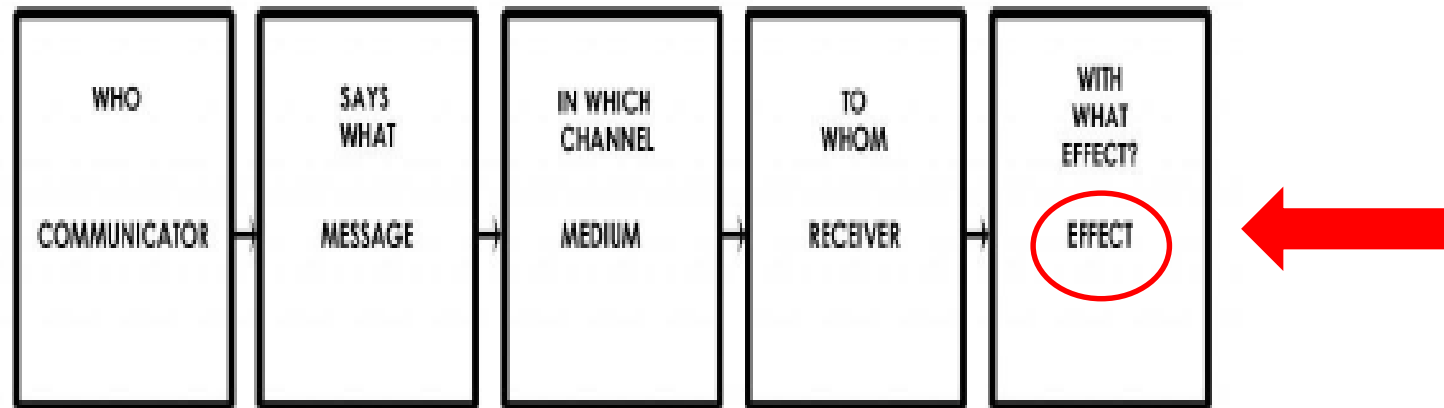 WHO
COMMUNICATOR
SAYS
WHAT
MESSAGE
IN WHICH
CHANNEL
MEDIUM
TO
WHOM
RECEIVER
WITH
WHAT
EFFECT?
EFFECT